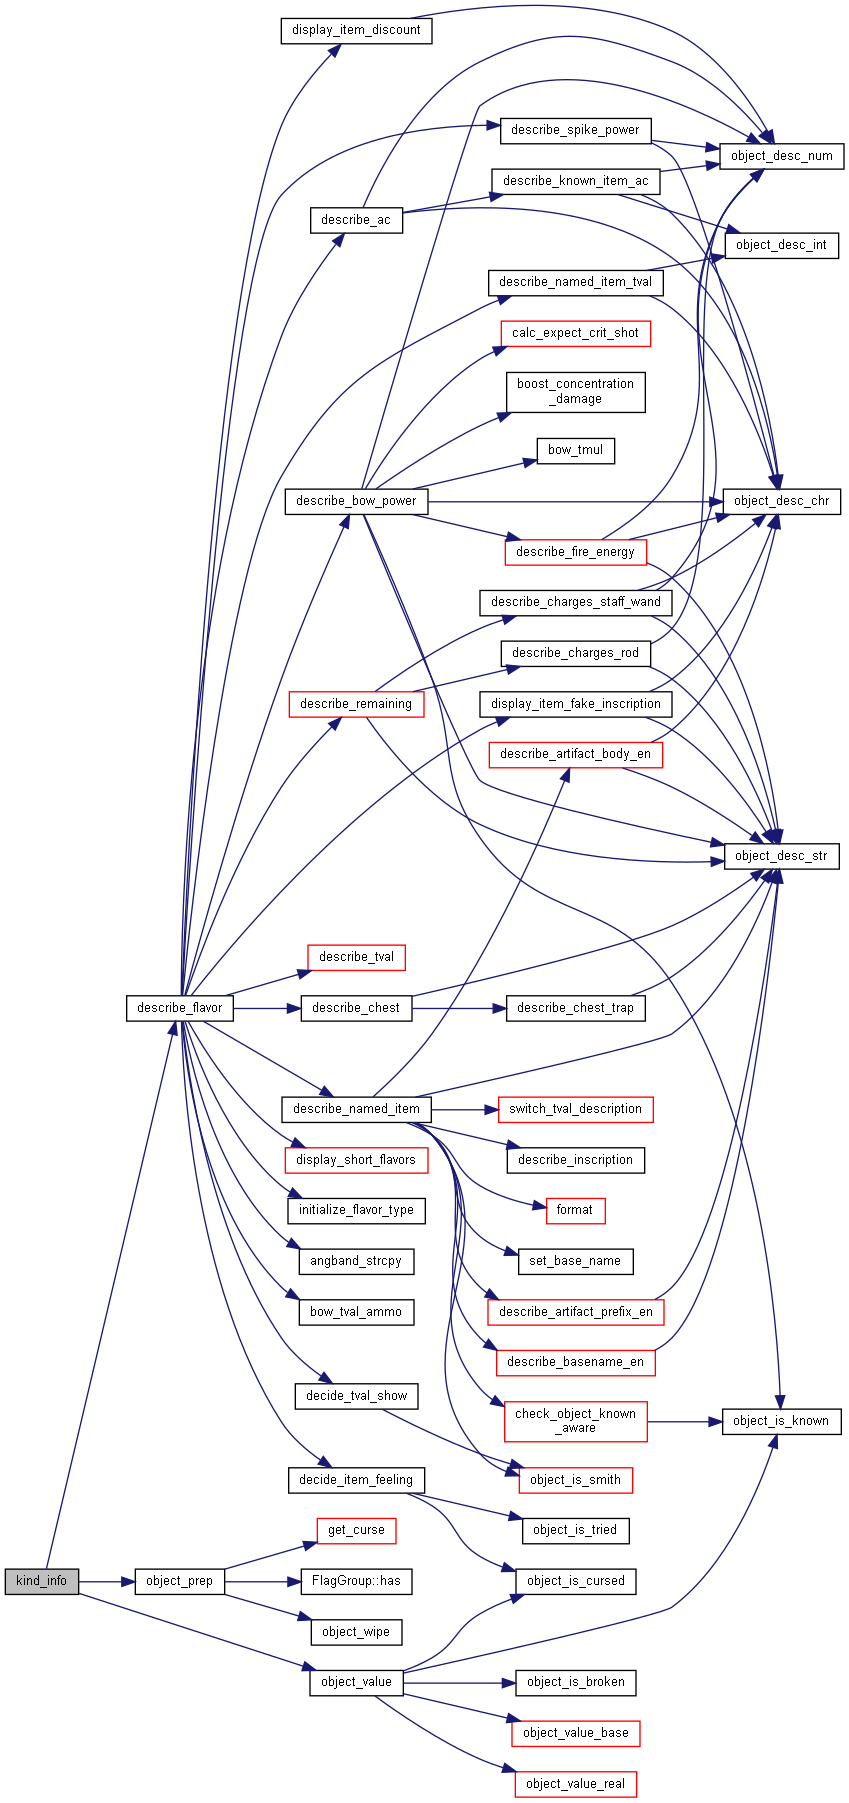 display_item_discount
describe_spike_power
object_desc_num
describe_known_item_ac
describe_ac
object_desc_int
describe_named_item_tval
calc_expect_crit_shot
boost_concentration
_damage
bow_tmul
describe_bow_power
object_desc_chr
describe_fire_energy
describe_charges_staff_wand
describe_charges_rod
describe_remaining
display_item_fake_inscription
describe_artifact_body_en
object_desc_str
describe_tval
describe_flavor
describe_chest
describe_chest_trap
describe_named_item
switch_tval_description
display_short_flavors
describe_inscription
initialize_flavor_type
format
angband_strcpy
set_base_name
bow_tval_ammo
describe_artifact_prefix_en
describe_basename_en
decide_tval_show
check_object_known
_aware
object_is_known
decide_item_feeling
object_is_smith
get_curse
object_is_tried
kind_info
object_prep
FlagGroup::has
object_is_cursed
object_wipe
object_value
object_is_broken
object_value_base
object_value_real